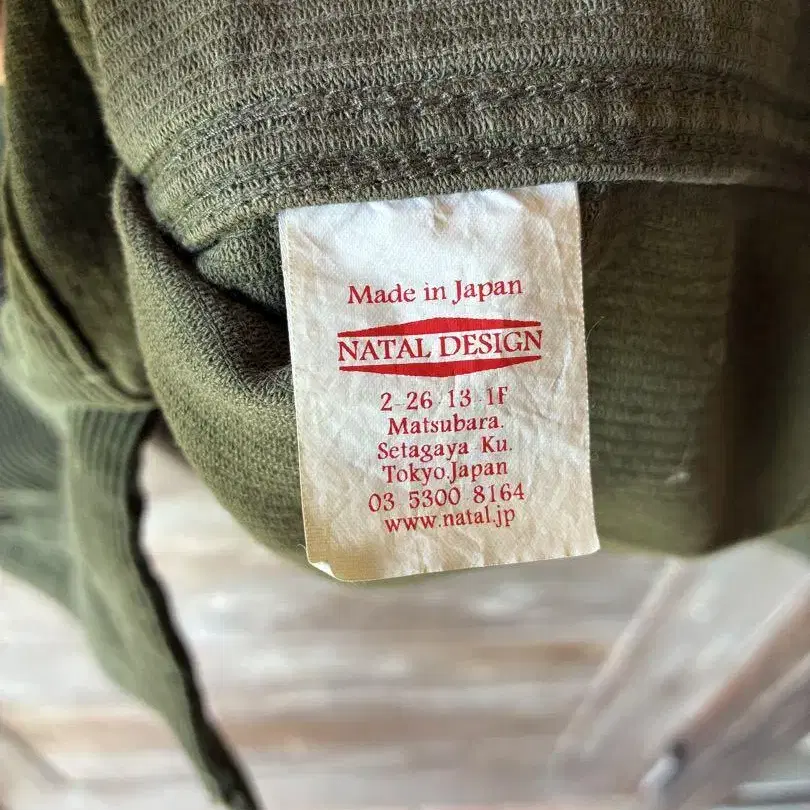 Made in Japan
NATAL DESIGN
2-26-13-1F
Matsubara.
Setagaya Ku.
Tokyo.Japan
03 5300 8164
www.natal.jp